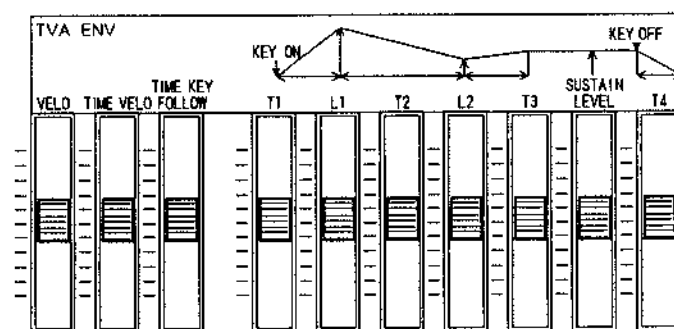 TVA ENV
KEY ON
KEY OFF
VELO
TIME VELO
TIME KEY
FOLLOW
T1
L1
T2
L2
T3
SUSTAIN
LEVEL
T4